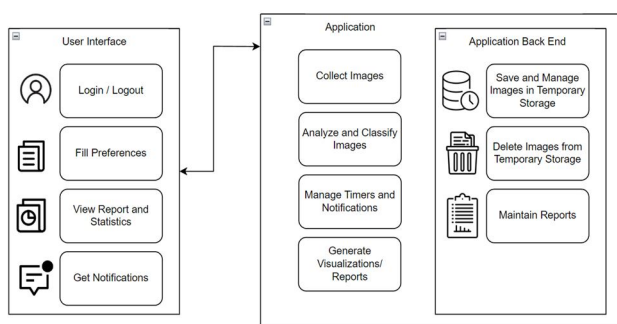 User Interface
Login / Logout
Fill Preferences
View Report and
Statistics
Get Notifications
Application
Collect Images
Analyze and Classify
Images
Manage Timers and
Notifications
Generate
Visualizations/
Reports
Application Back End
Save and Manage
Images in Temporary
Storage
Delete Images from
Temporary Storage
Maintain Reports